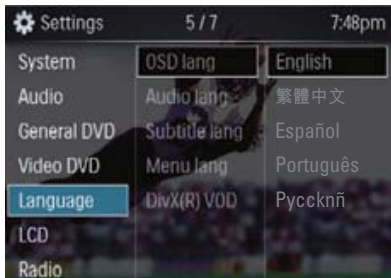 Settings 5 / 7 7:48pm
System OSD lang English
Audio Audio lang 繁體中文
General DVD Subtitle lang Español
Video DVD Menu lang Português
Language DivX(R) VOD Pyccknñ
LCD
Radio